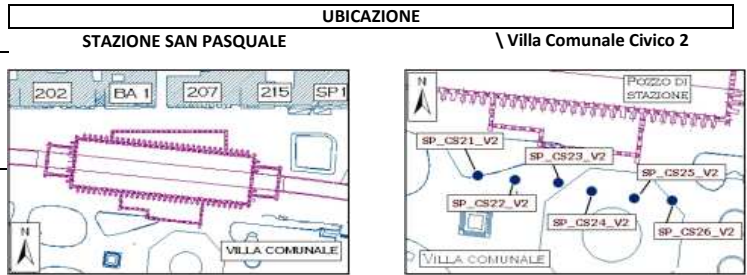 UBICAZIONE
STAZIONE SAN PASQUALE
\ Villa Comunale Civico 2
202
BA 1
207
215
SP1
N
VILLA COMUNALE
N
POZZO DI
STAZIONE
SP_CS21_V2
SP_CS23_V2
SP_CS25_V2
SP_CS22_V2
SP_CS24_V2
SP_CS26_V2
VILLA COMUNALE